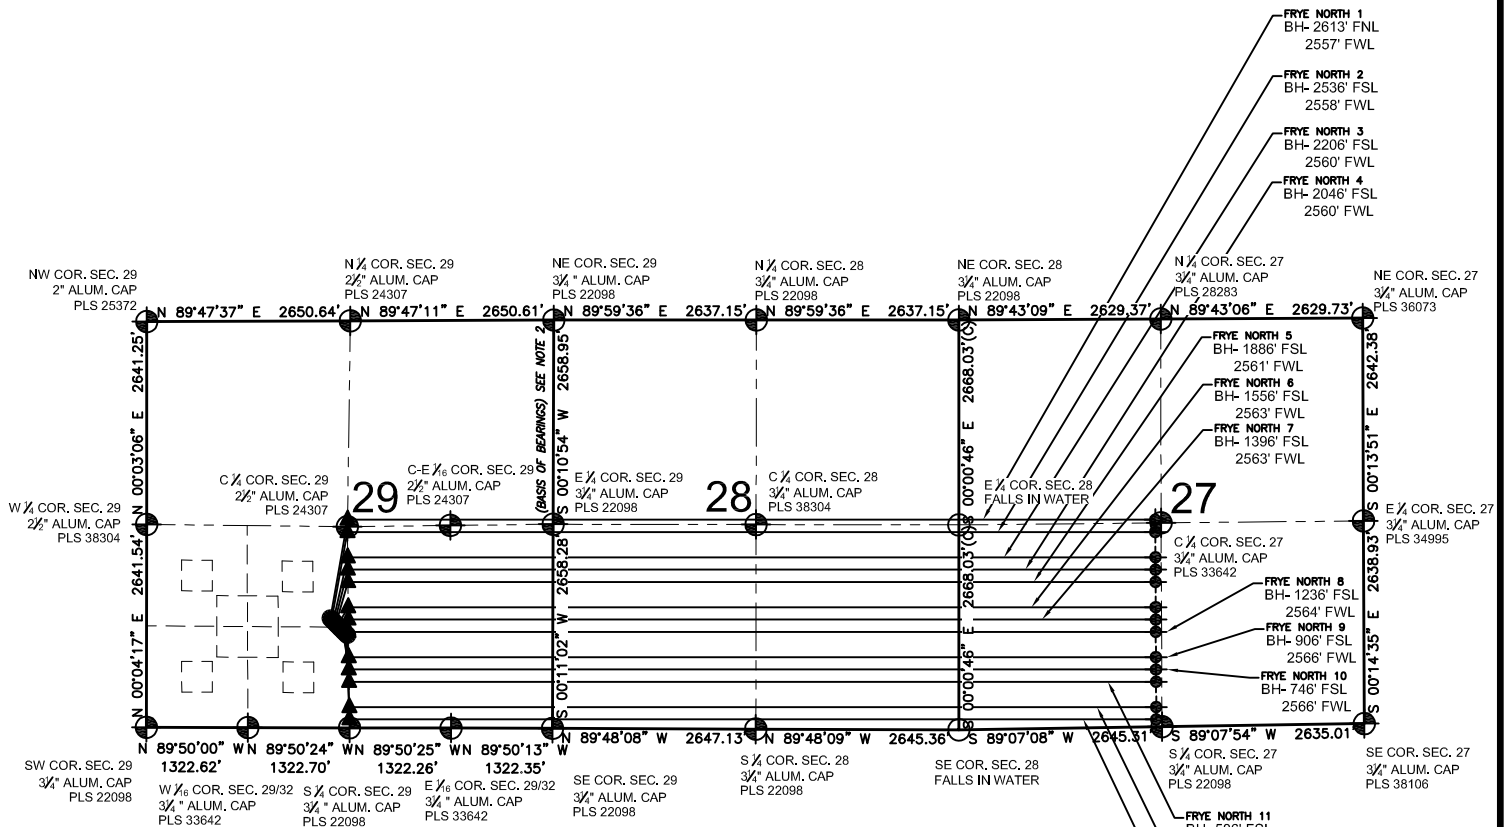 FRYE NORTH 1
BH- 2613' FNL
2557' FWL
FRYE NORTH 2
BH- 2536' FSL
2558' FWL
FRYE NORTH 3
BH- 2206' FSL
2560' FWL
FRYE NORTH 4
BH- 2046' FSL
2560' FWL
NW COR. SEC. 29
2" ALUM. CAP
PLS 25372
N ¼ COR. SEC. 29
2½" ALUM. CAP
PLS 24307
NE COR. SEC. 29
3¼" ALUM. CAP
PLS 22098
N ¼ COR. SEC. 28
3¼" ALUM. CAP
PLS 22098
NE COR. SEC. 28
3¼" ALUM. CAP
PLS 22098
N ¼ COR. SEC. 27
3¼" ALUM. CAP
PLS 28283
NE COR. SEC. 27
3¼" ALUM. CAP
PLS 36073
N 89°47'37" E 2650.64'
N 89°47'11" E 2650.61'
N 89°59'36" E 2637.15'
N 89°59'36" E 2637.15'
N 89°43'09" E 2629.37'
N 89°43'06" E 2629.73'
N 00°03'06" E 2641.25'
(BASIS OF BEARINGS) SEE NOTE 2
S 00°10'54" W 2658.95'
S 00°00'46" E 2668.03'(C)
S 00°13'51" E 2642.38'
FRYE NORTH 5
BH- 1886' FSL
2561' FWL
FRYE NORTH 6
BH- 1556' FSL
2563' FWL
FRYE NORTH 7
BH- 1396' FSL
2563' FWL
W ¼ COR. SEC. 29
2½" ALUM. CAP
PLS 38304
C ¼ COR. SEC. 29
2½" ALUM. CAP
PLS 24307
29
C-E 1⁄16 COR. SEC. 29
2½" ALUM. CAP
PLS 24307
E ¼ COR. SEC. 29
3¼" ALUM. CAP
PLS 22098
28
C ¼ COR. SEC. 28
3¼" ALUM. CAP
PLS 38304
E ¼ COR. SEC. 28
FALLS IN WATER
27
E ¼ COR. SEC. 27
3¼" ALUM. CAP
PLS 34995
C ¼ COR. SEC. 27
3¼" ALUM. CAP
PLS 33642
N 00°04'17" E 2641.54'
S 00°11'02" W 2658.28'
S 00°00'46" E 2668.03'(C)
S 00°14'35" E 2638.93'
FRYE NORTH 8
BH- 1236' FSL
2564' FWL
FRYE NORTH 9
BH- 906' FSL
2566' FWL
FRYE NORTH 10
BH- 746' FSL
2566' FWL
N 89°50'00" W
1322.62'
N 89°50'24" W
1322.70'
N 89°50'25" W
1322.26'
N 89°50'13" W
1322.35'
N 89°48'08" W 2647.13'
N 89°48'09" W 2645.36'
S 89°07'08" W 2645.31'
S 89°07'54" W 2635.01'
SW COR. SEC. 29
3¼" ALUM. CAP
PLS 22098
W 1⁄16 COR. SEC. 29/32
3¼" ALUM. CAP
PLS 33642
S ¼ COR. SEC. 29
3¼" ALUM. CAP
PLS 22098
E 1⁄16 COR. SEC. 29/32
3¼" ALUM. CAP
PLS 33642
SE COR. SEC. 29
3¼" ALUM. CAP
PLS 22098
S ¼ COR. SEC. 28
3¼" ALUM. CAP
PLS 22098
SE COR. SEC. 28
FALLS IN WATER
S ¼ COR. SEC. 27
3¼" ALUM. CAP
PLS 22098
SE COR. SEC. 27
3¼" ALUM. CAP
PLS 38106
FRYE NORTH 11